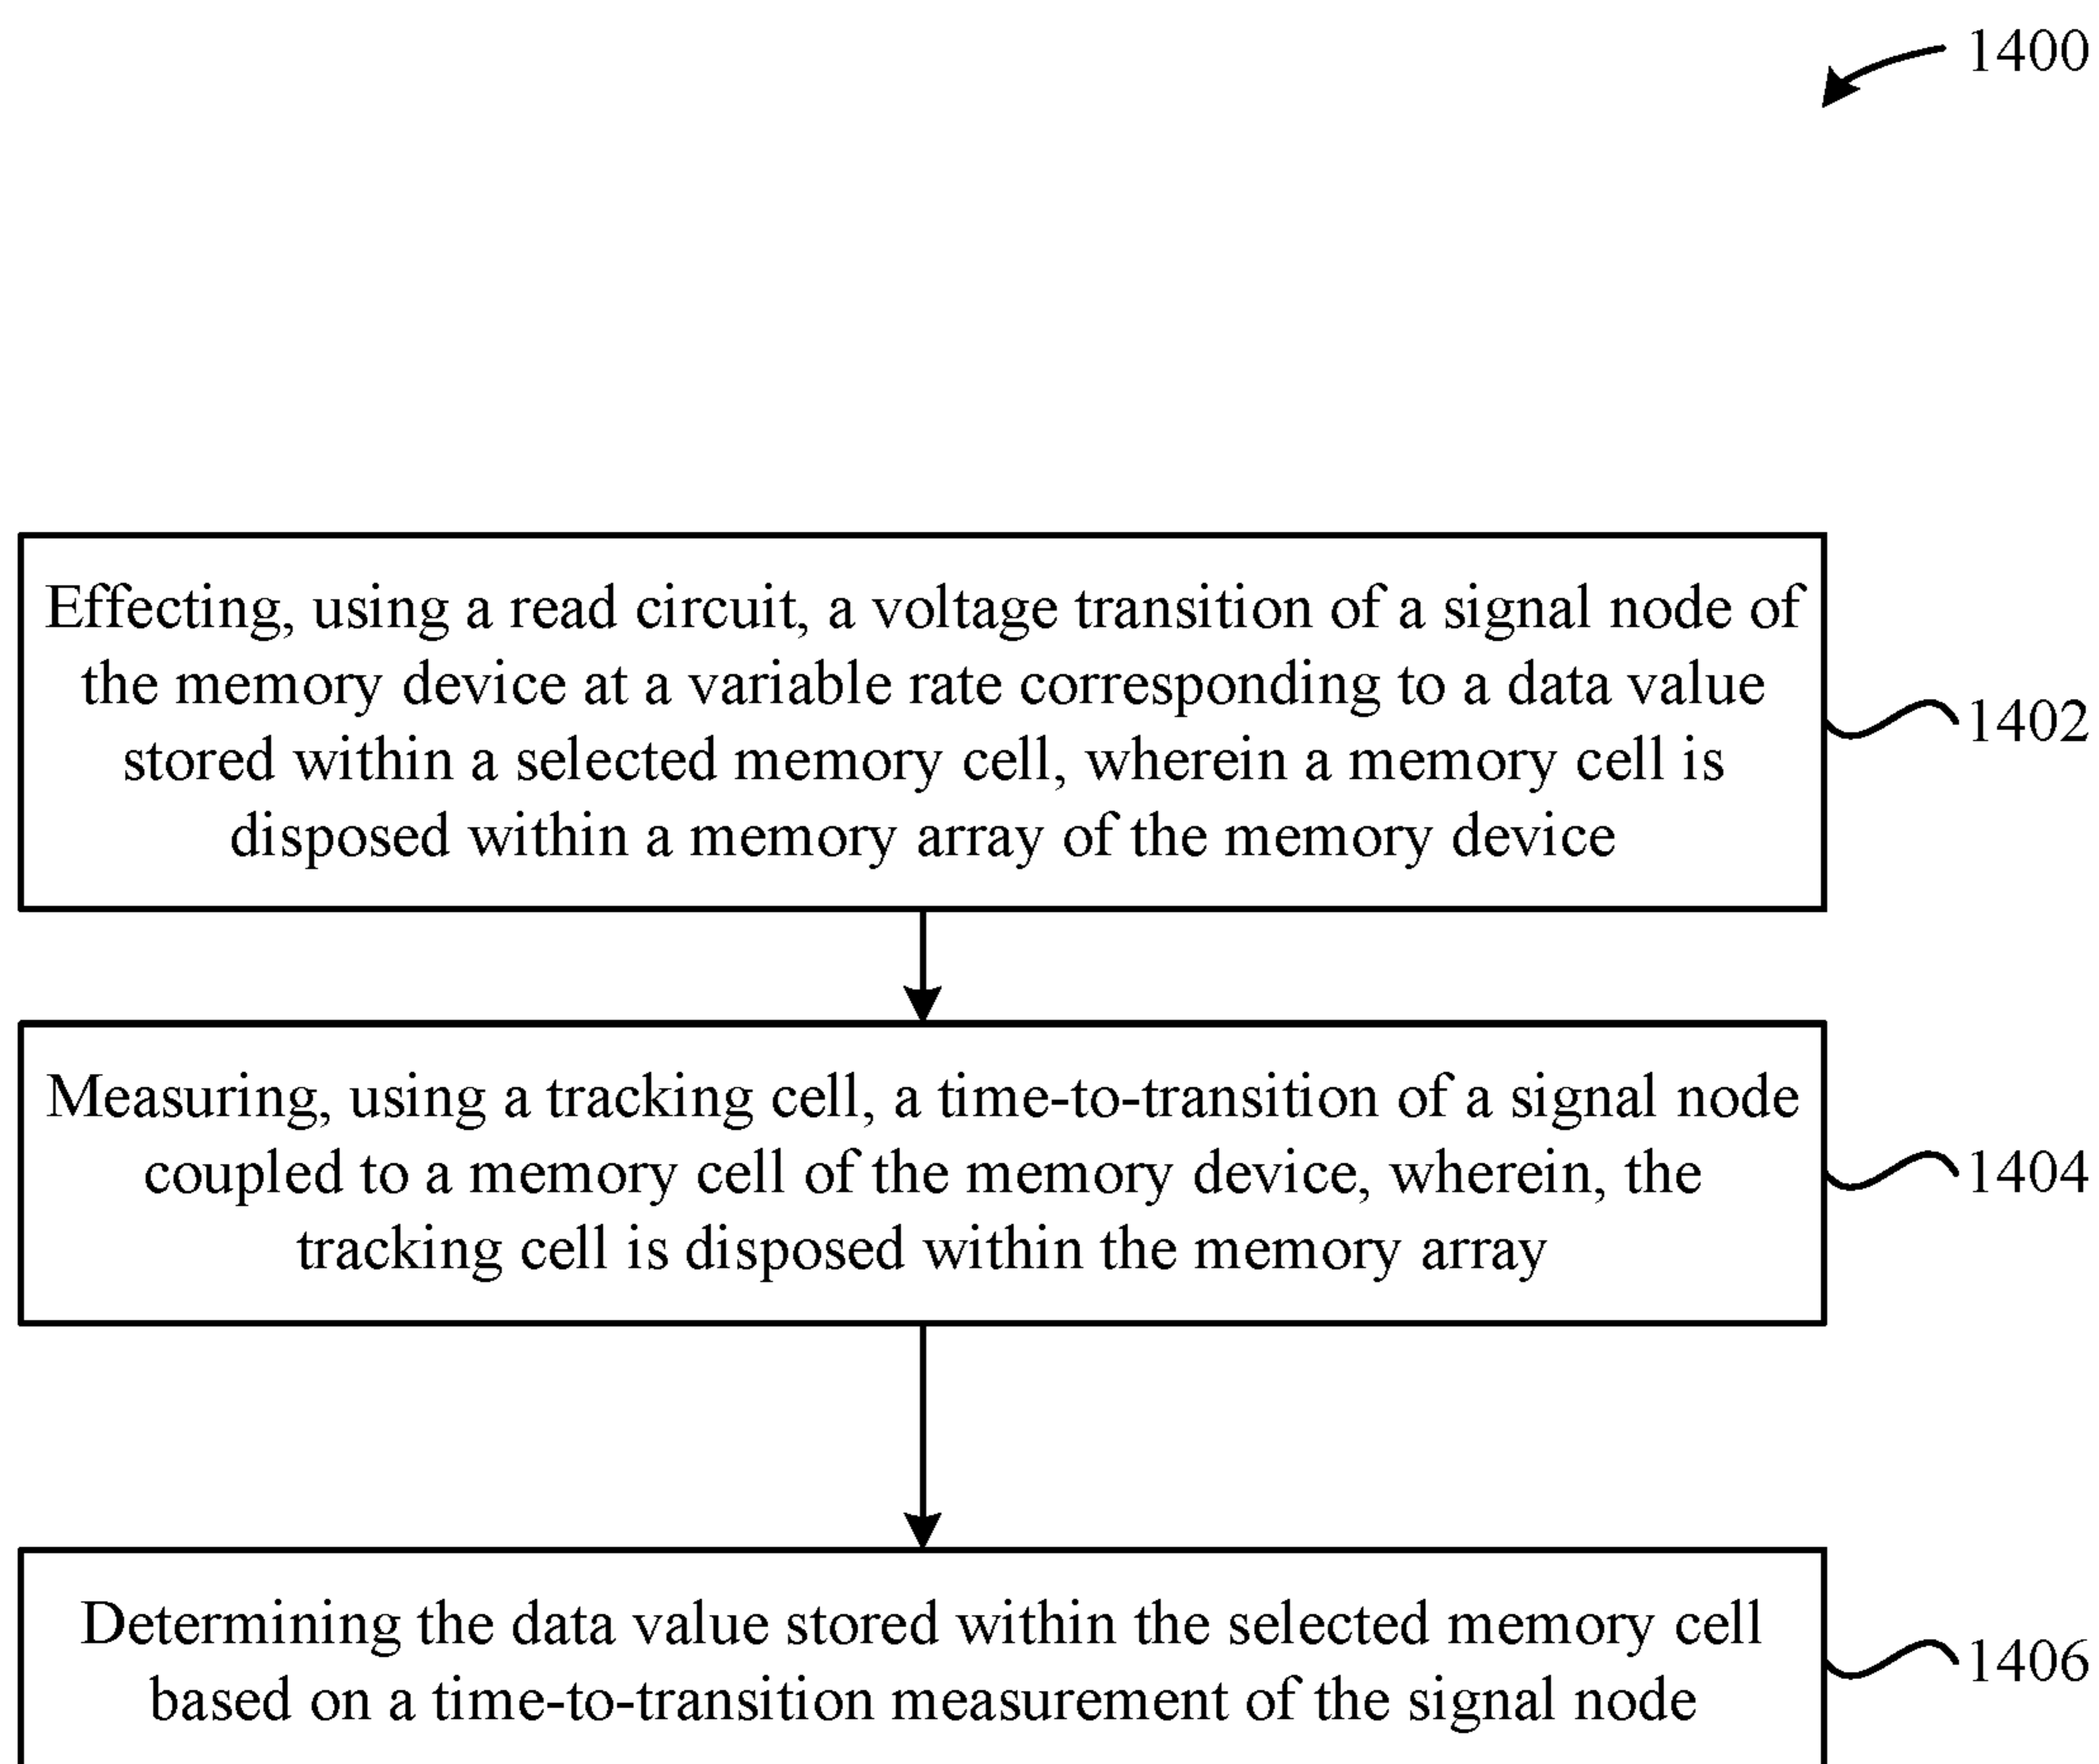 1400
Effecting, using a read circuit, a voltage transition of a signal node of
the memory device at a variable rate corresponding to a data value
stored within a selected memory cell, wherein a memory cell is
disposed within a memory array of the memory device
1402
Measuring, using a tracking cell, a time-to-transition of a signal node
coupled to a memory cell of the memory device, wherein, the
tracking cell is disposed within the memory array
1404
Determining the data value stored within the selected memory cell
based on a time-to-transition measurement of the signal node
1406